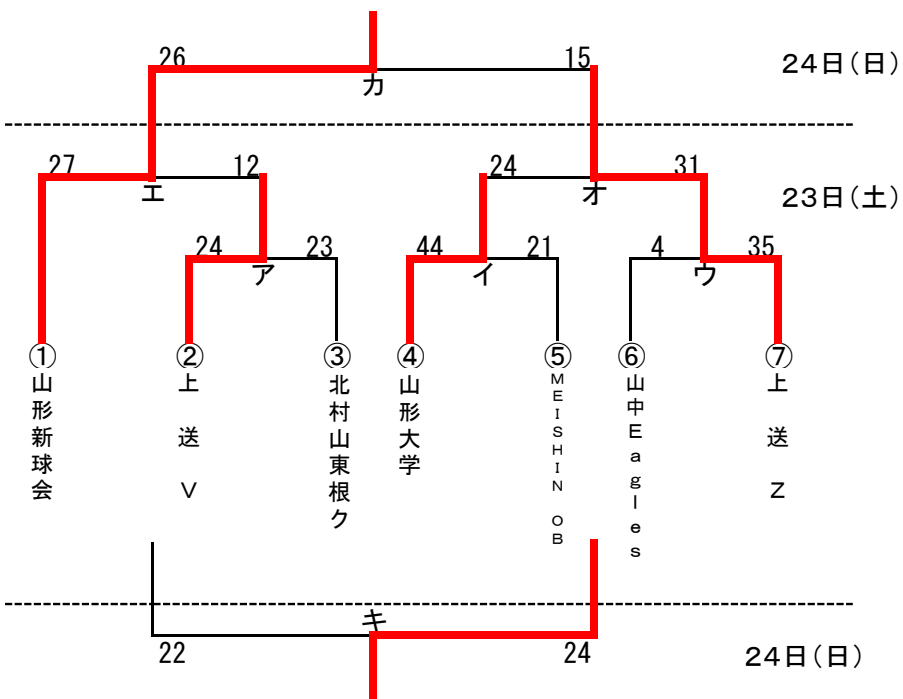 26
15
24日(日)
カ
27
12
24
31
エ
オ
23日(土)
24
23
44
21
4
35
ア
イ
ウ
①
②
③
④
⑤
⑥
⑦
山形新球会
上送V
北村山東根ク
山形大学
MEISHIN OB
山中Eagles
上送Z
キ
22
24
24日(日)